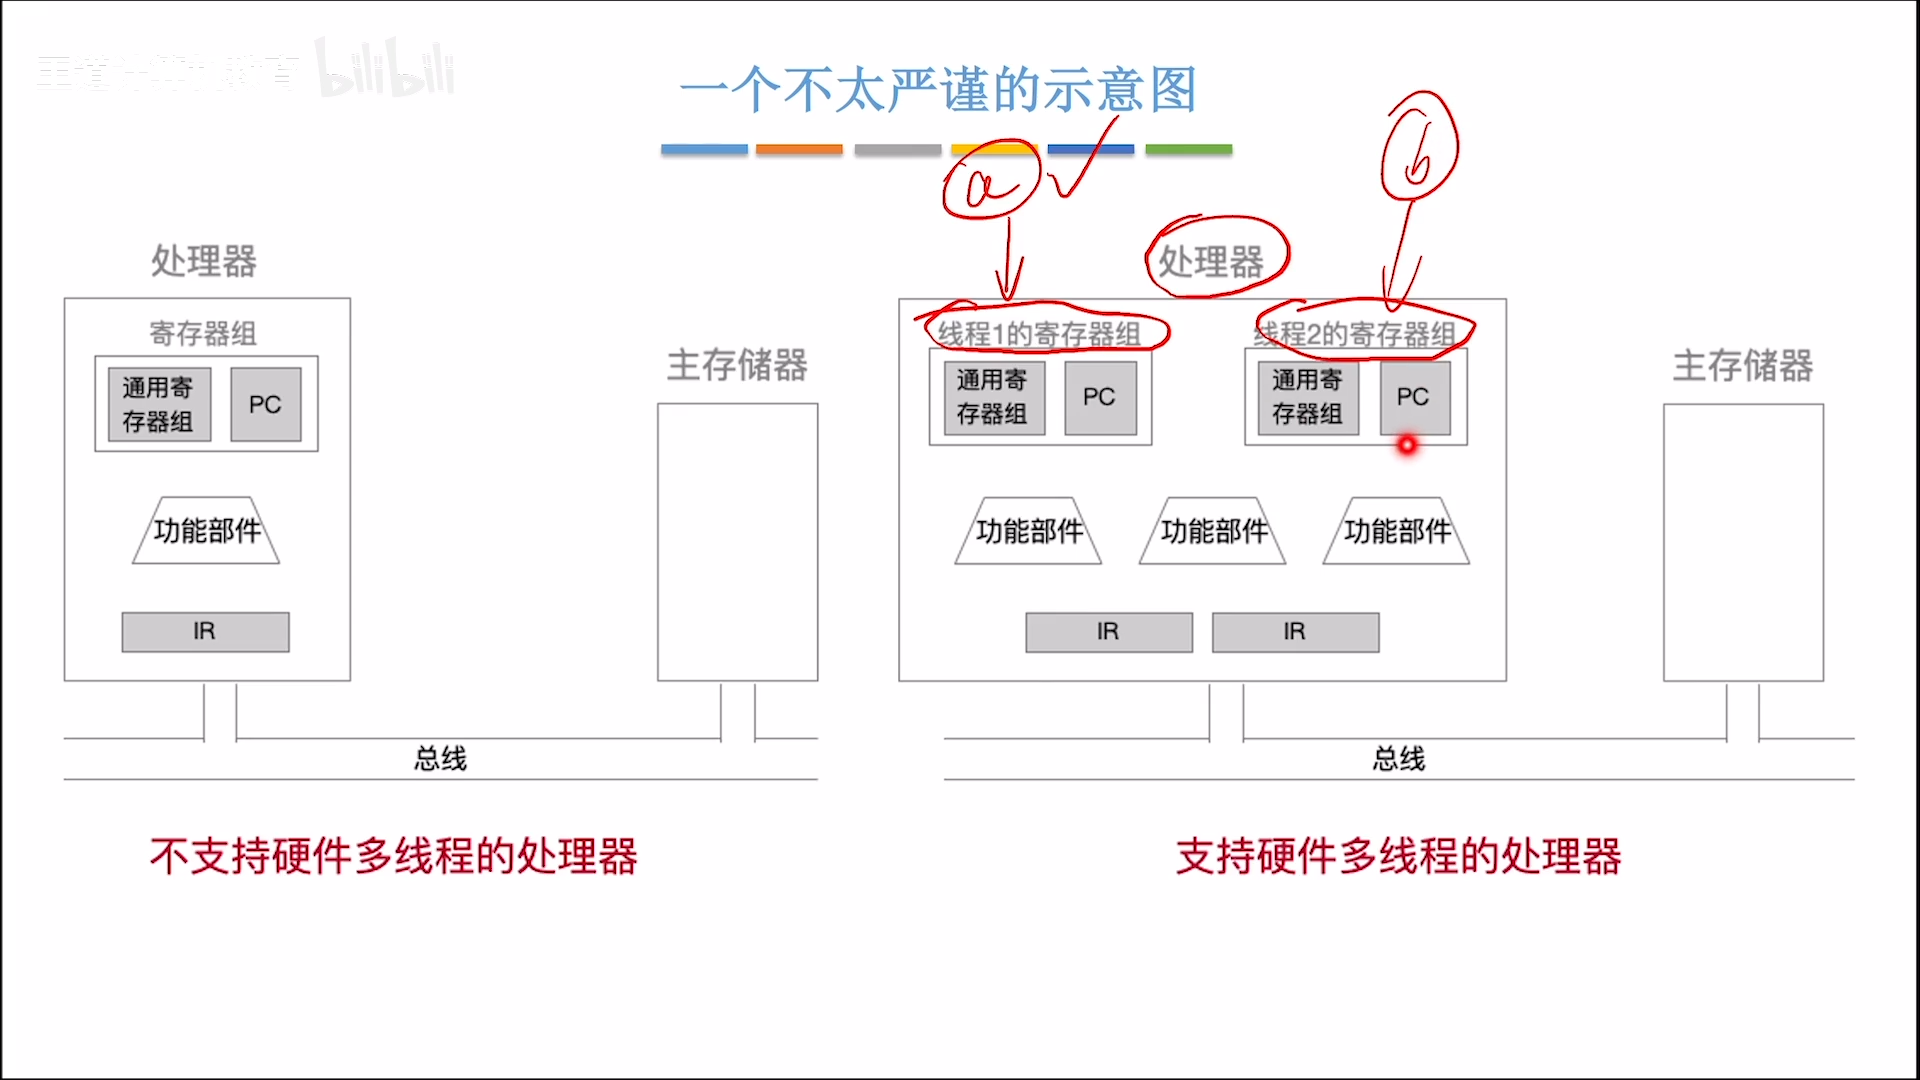 王道计算机教育 bilibili
一个不太严谨的示意图
a
b
处理器
寄存器组
通用寄
存器组
PC
功能部件
IR
主存储器
总线
不支持硬件多线程的处理器
处理器
线程1的寄存器组
通用寄
存器组
PC
线程2的寄存器组
通用寄
存器组
PC
功能部件
功能部件
功能部件
IR
IR
主存储器
总线
支持硬件多线程的处理器